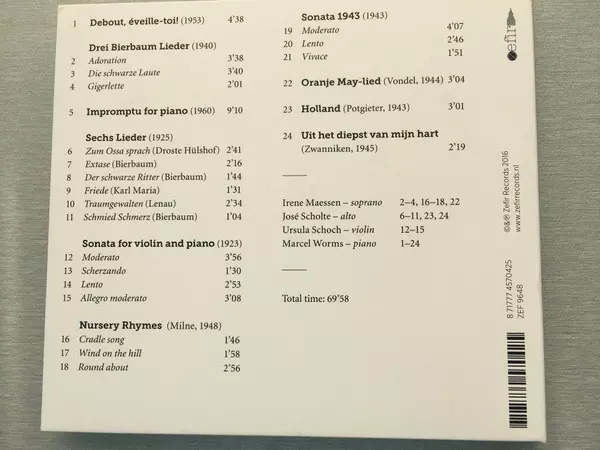 1 Debout, éveille-toi! (1953) 4’38
Drei Bierbaum Lieder (1940)
2 Adoration 3’38
3 Die schwarze Laute 3’40
4 Gigerlette 2’01
5 Impromptu for piano (1960) 9’10
Sechs Lieder (1925)
6 Zum Ossa sprach (Droste Hülshof) 2’41
7 Extase (Bierbaum) 2’16
8 Der schwarze Ritter (Bierbaum) 1’44
9 Friede (Karl Maria) 1’31
10 Traumgewalten (Lenau) 2’34
11 Schmied Schmerz (Bierbaum) 1’04
Sonata for violin and piano (1923)
12 Moderato 3’56
13 Scherzando 1’30
14 Lento 2’53
15 Allegro moderato 3’08
Nursery Rhymes (Milne, 1948)
16 Cradle song 1’46
17 Wind on the hill 1’58
18 Round about 2’56
Sonata 1943 (1943)
19 Moderato 4’07
20 Lento 2’46
21 Vivace 1’51
22 Oranje May-lied (Vondel, 1944) 3’04
23 Holland (Potgieter, 1943) 3’01
24 Uit het diepst van mijn hart
(Zwanniken, 1945) 2’19
Irene Maessen – soprano 2–4, 16–18, 22
José Scholte – alto 6–11, 23, 24
Ursula Schoch – violin 12–15
Marcel Worms – piano 1–24
Total time: 69’58
zefir
©&℗ Zefir Records 2016
www.zefirrecords.nl
8 71777 4570425
ZEF 9648